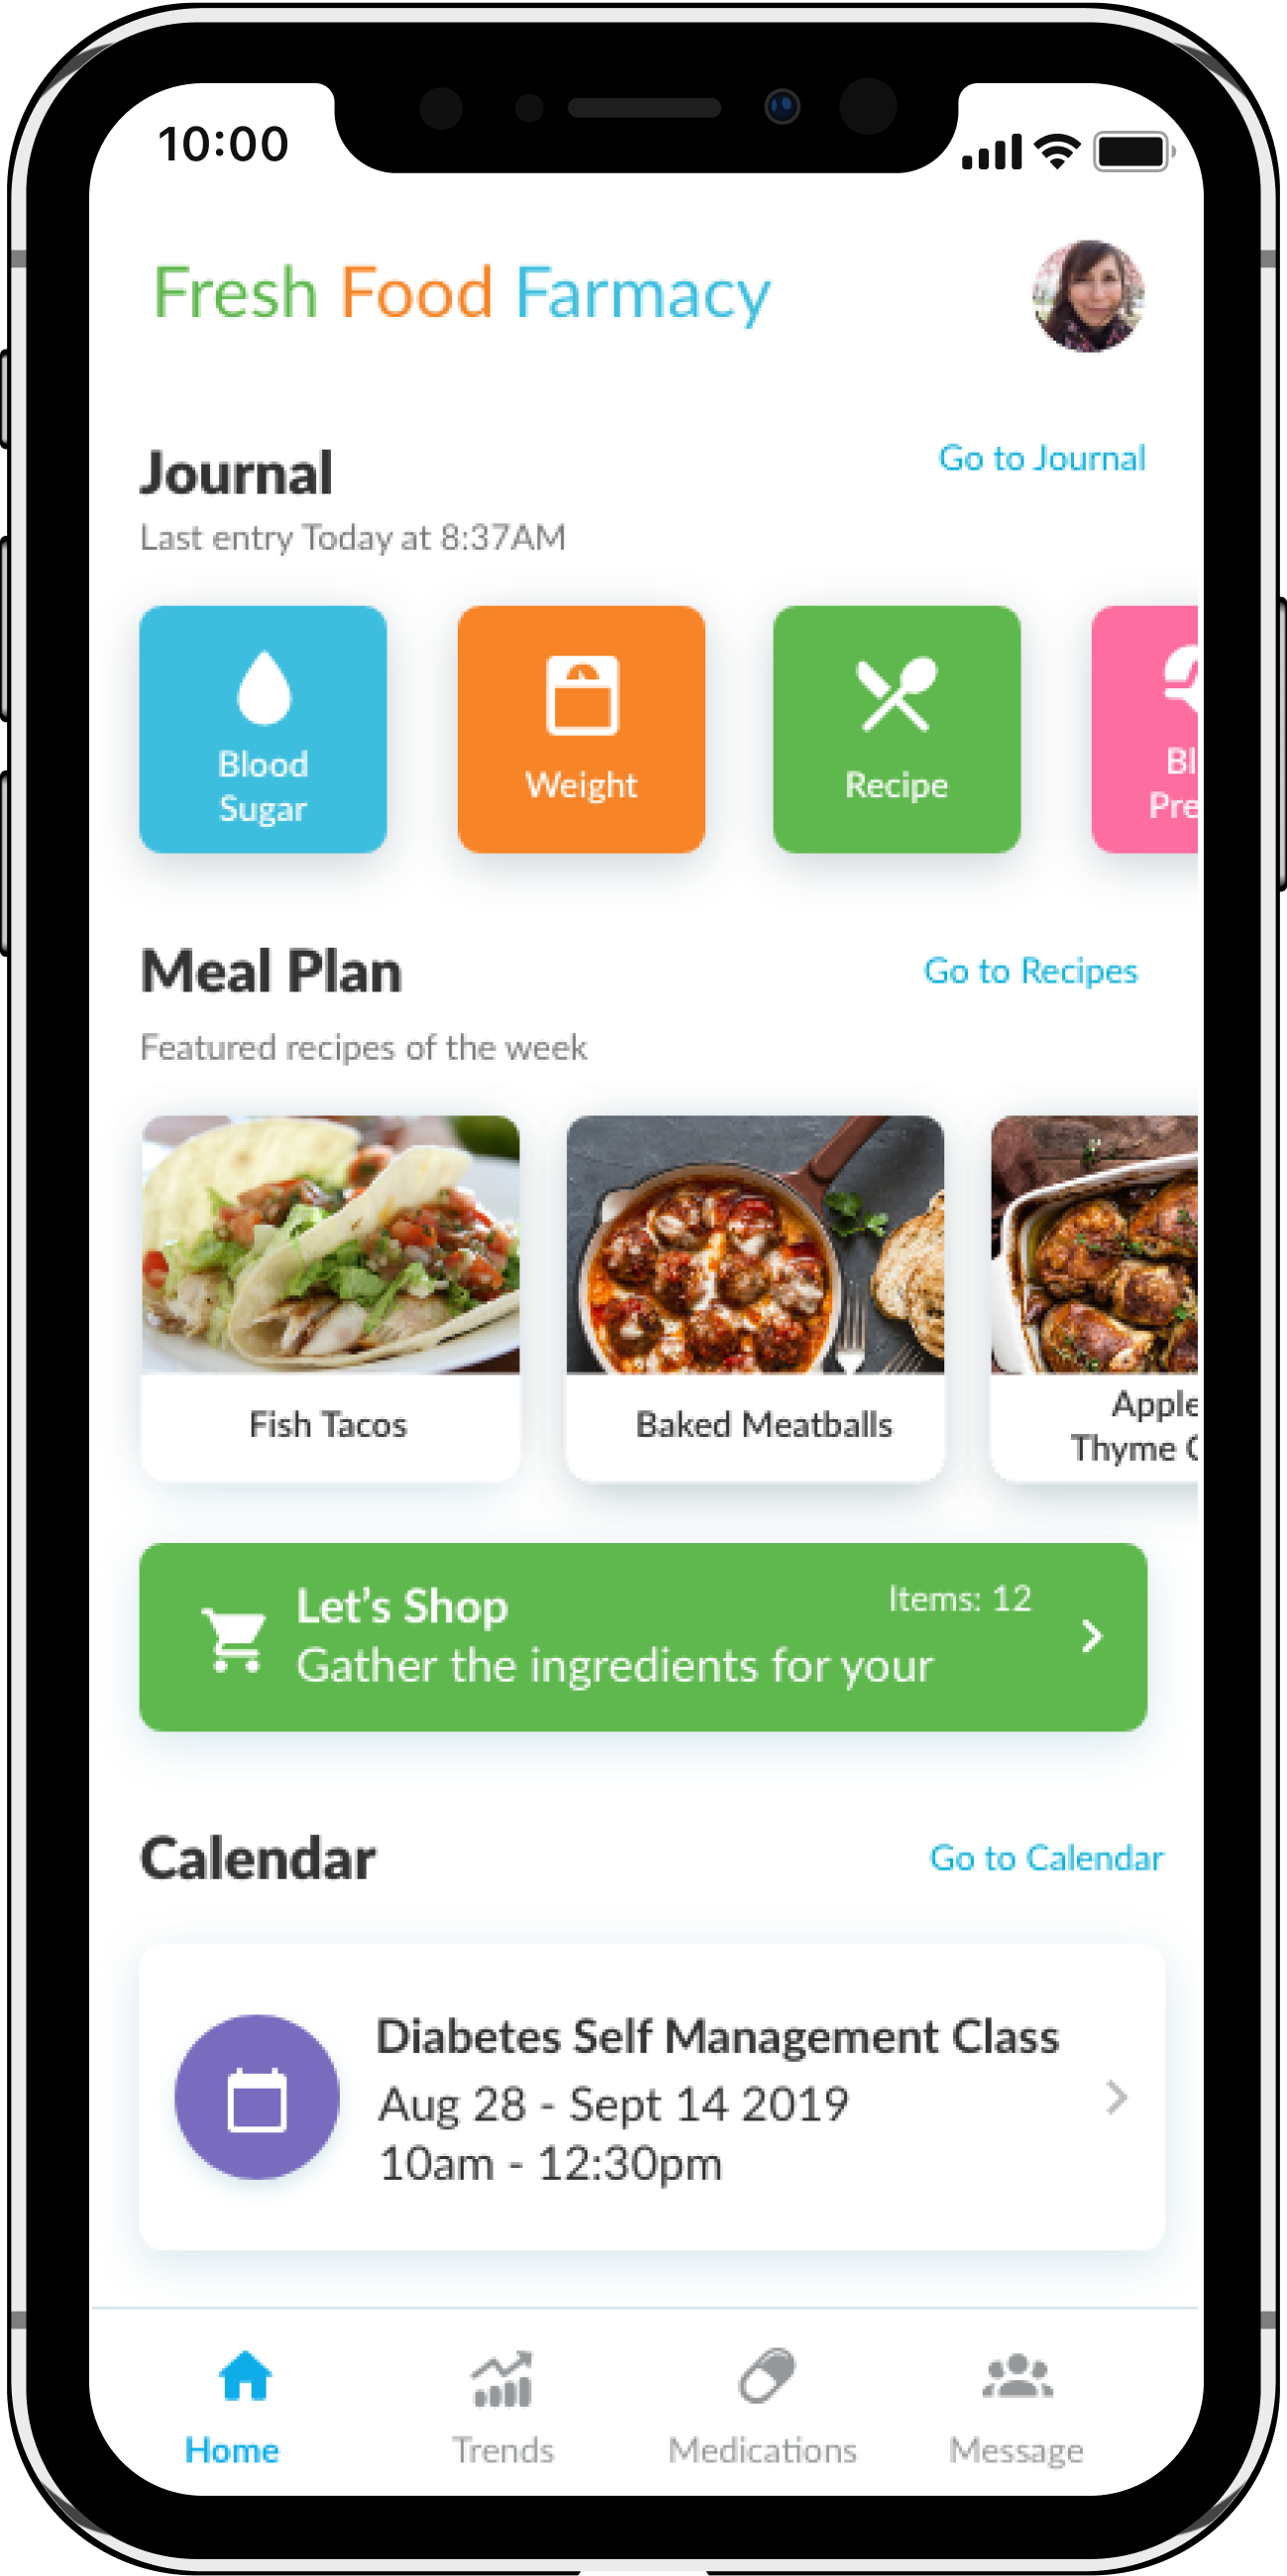 10:00
Fresh Food Farmacy
Journal
Go to Journal
Last entry Today at 8:37AM
Blood
Sugar
Weight
Recipe
Bl
Pre
Meal Plan
Go to Recipes
Featured recipes of the week
Fish Tacos
Baked Meatballs
Apple
Thyme
Let's Shop
Items: 12
Gather the ingredients for your
Calendar
Go to Calendar
Diabetes Self Management Class
Aug 28 - Sept 14 2019
10am - 12:30pm
Home
Trends
Medications
Message